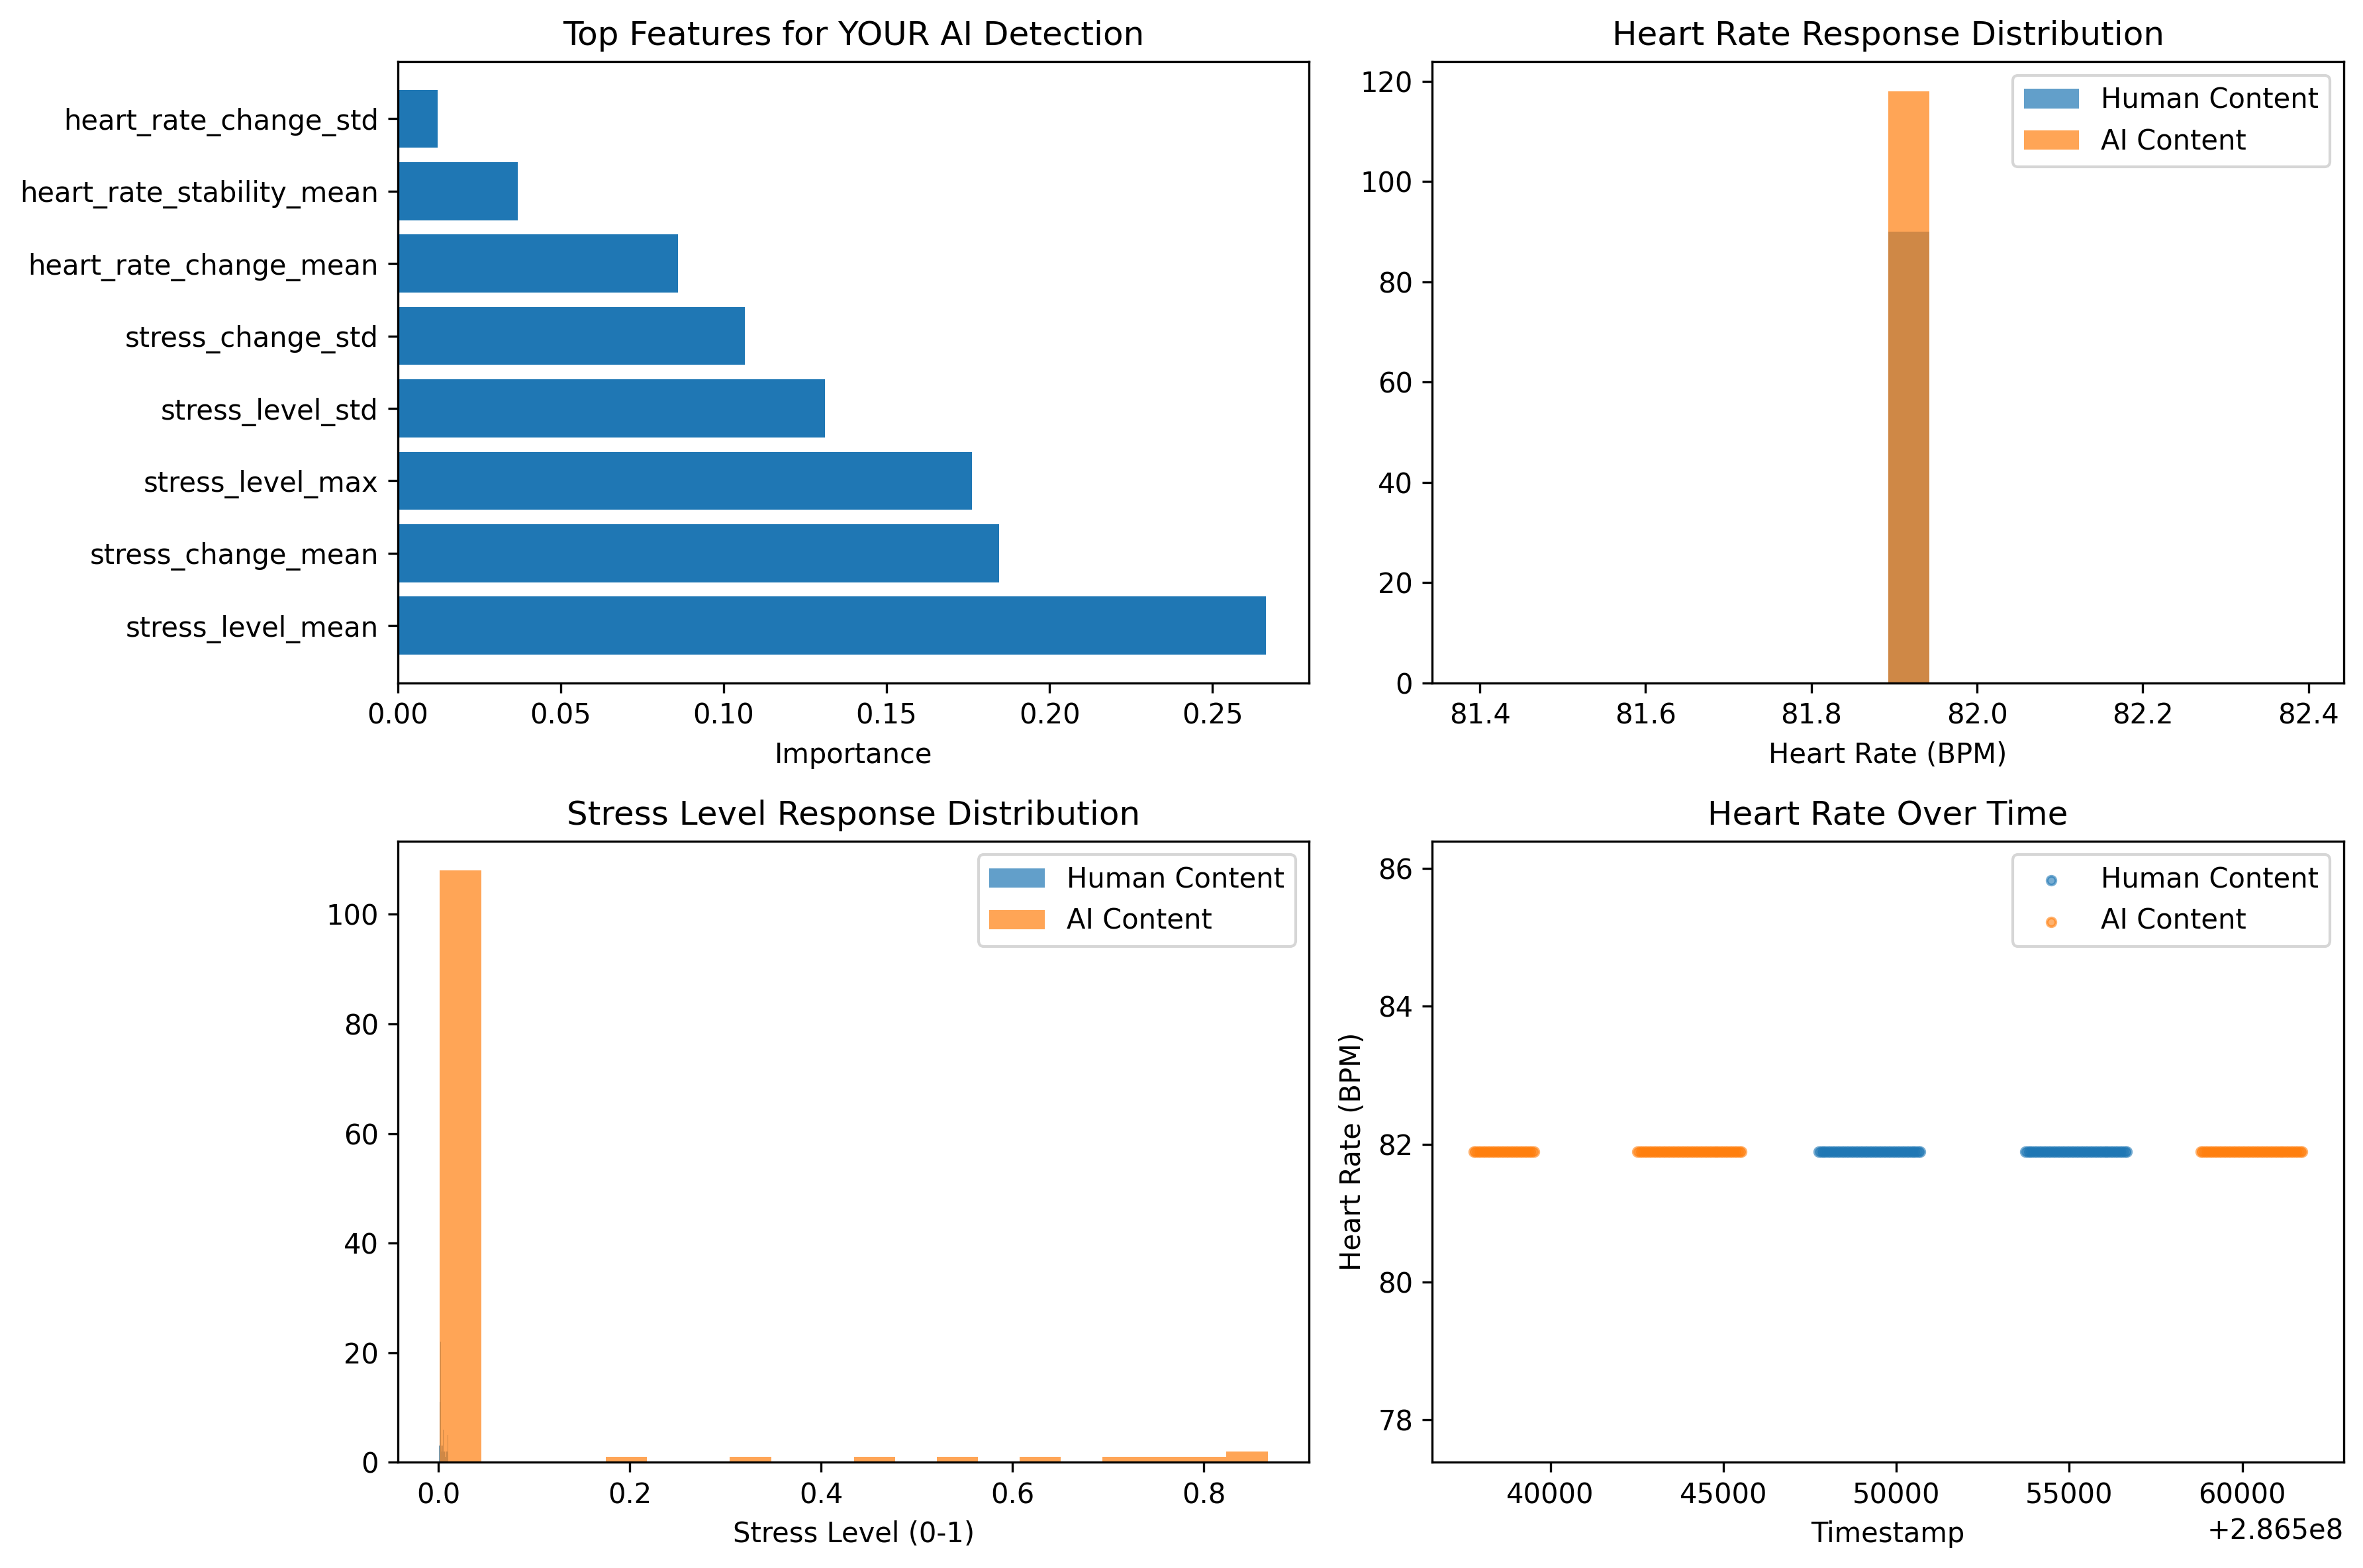 Top Features for YOUR AI Detection
heart_rate_change_std
heart_rate_stability_mean
heart_rate_change_mean
stress_change_std
stress_level_std
stress_level_max
stress_change_mean
stress_level_mean
0.00 0.05 0.10 0.15 0.20 0.25
Importance
Heart Rate Response Distribution
120
100
80
60
40
20
0
Human Content
AI Content
81.4 81.6 81.8 82.0 82.2 82.4
Heart Rate (BPM)
Stress Level Response Distribution
100
80
60
40
20
0
Human Content
AI Content
0.0 0.2 0.4 0.6 0.8
Stress Level (0-1)
Heart Rate Over Time
Heart Rate (BPM)
86
84
82
80
78
Human Content
AI Content
40000 45000 50000 55000 60000
Timestamp
+2.865e8